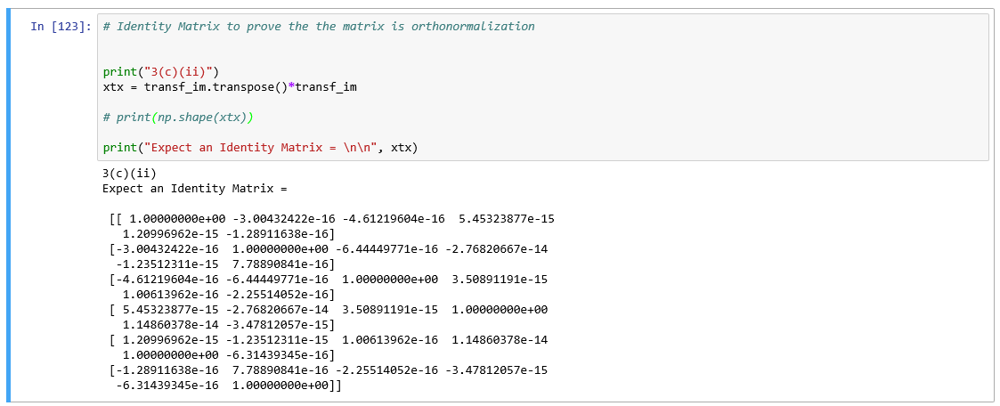 In [123]: # Identity Matrix to prove the the matrix is orthonormalization
print("3(c)(ii)")
xtx = transf_im.transpose()*transf_im
# print(np.shape(xtx))
print("Expect an Identity Matrix = \n\n", xtx)
3(c)(ii)
Expect an Identity Matrix =
[[ 1.00000000e+00 -3.00432422e-16 -4.61219604e-16  5.45323877e-15
1.20996962e-15 -1.28911638e-16]
[-3.00432422e-16  1.00000000e+00 -6.44449771e-16 -2.76820667e-14
-1.23512311e-15  7.78890841e-16]
[-4.61219604e-16 -6.44449771e-16  1.00000000e+00  3.50891191e-15
1.00613962e-16 -2.25514052e-16]
[ 5.45323877e-15 -2.76820667e-14  3.50891191e-15  1.00000000e+00
1.14860378e-14 -3.47812057e-15]
[ 1.20996962e-15 -1.23512311e-15  1.00613962e-16  1.14860378e-14
1.00000000e+00 -6.31439345e-16]
[-1.28911638e-16  7.78890841e-16 -2.25514052e-16 -3.47812057e-15
-6.31439345e-16  1.00000000e+00]]